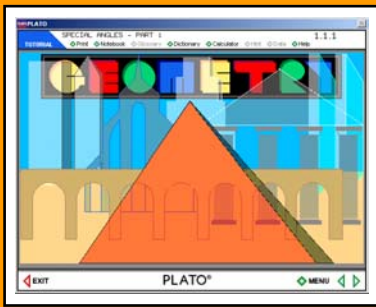 PLATO
SPECIAL ANGLES - PART 1
1.1.1
TUTORIAL Print Notebook Glossary Dictionary Calculator Hint Data Help
GEOMETRY
EXIT PLATO® MENU